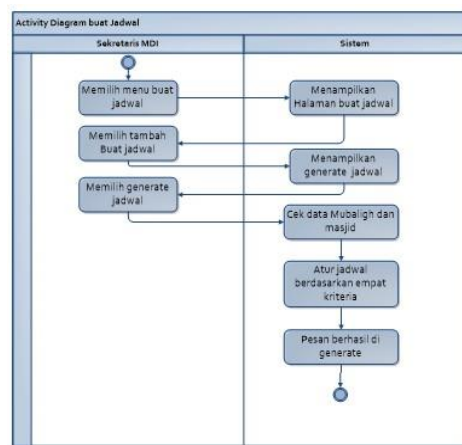 Activity Diagram buat Jadwal
Sekretaris MDI
Sistem
Memilih menu buat
jadwal
Menampilkan
Halaman buat jadwal
Memilih tambah
Buat jadwal
Menampilkan
generate jadwal
Memilih generate
jadwal
Cek data Mubaligh dan
masjid
Atur jadwal
berdasarkan empat
kriteria
Pesan berhasil di
generate